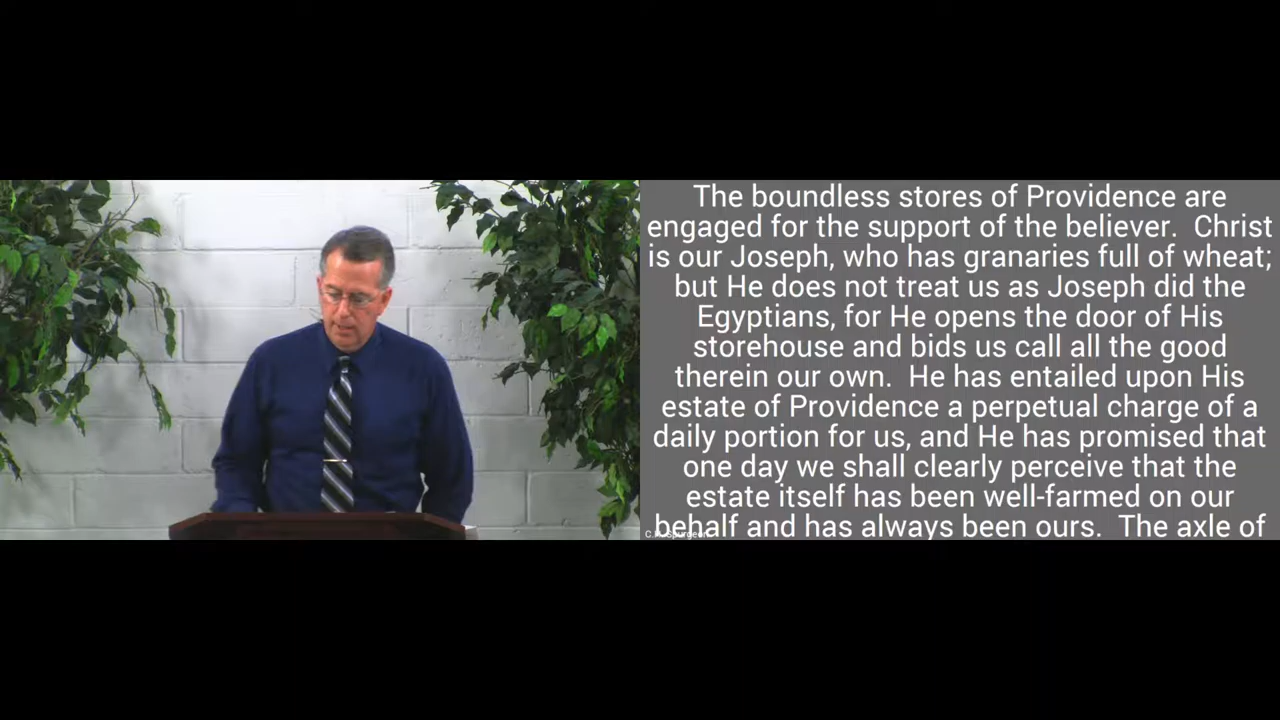 The boundless stores of Providence are
engaged for the support of the believer.  Christ
is our Joseph, who has granaries full of wheat;
but He does not treat us as Joseph did the
Egyptians, for He opens the door of His
storehouse and bids us call all the good
therein our own.  He has entailed upon His
estate of Providence a perpetual charge of a
daily portion for us, and He has promised that
one day we shall clearly perceive that the
estate itself has been well-farmed on our
behalf and has always been ours.  The axle of
Spurgeon